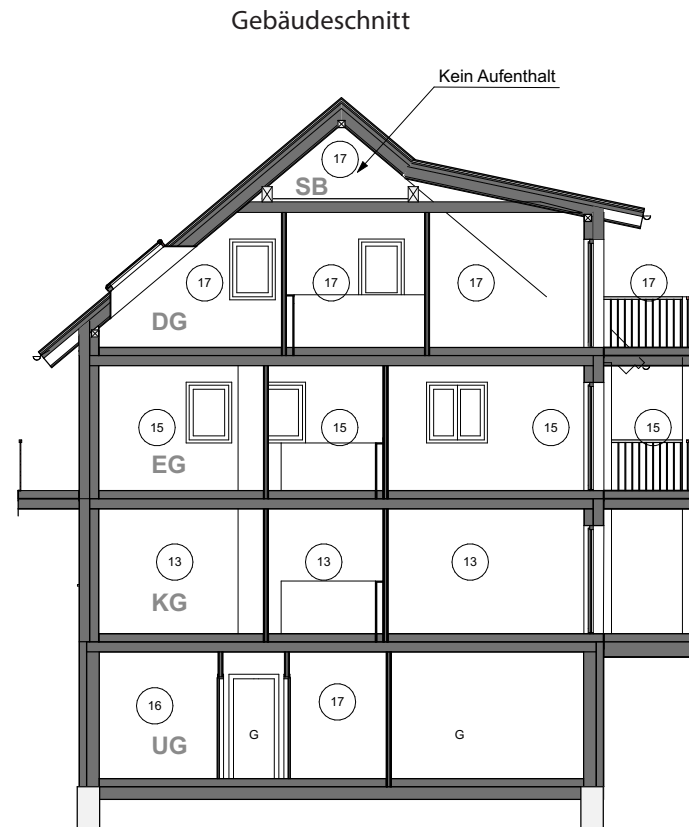 Gebäudeschnitt
Kein Aufenthalt
17
SB
17 17 17 17
DG
15 15 15 15
EG
13 13 13
KG
16 17
G G
UG